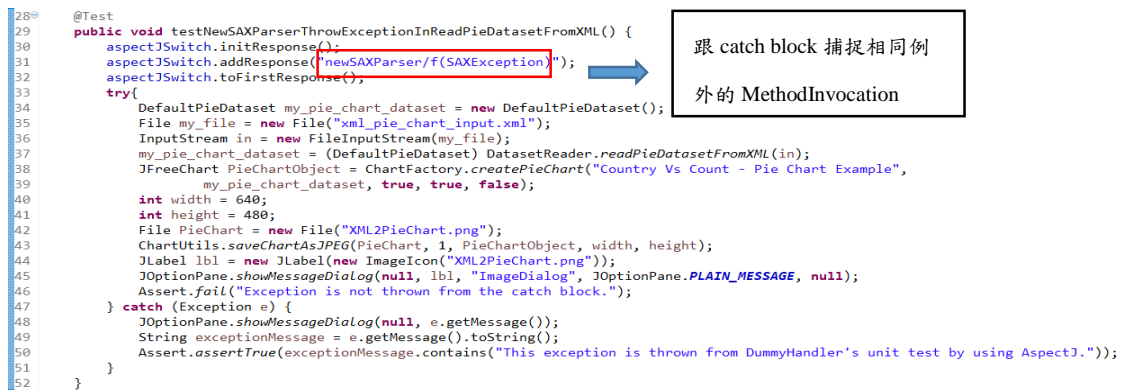 28 @Test
29 public void testNewSAXParserThrowExceptionInReadPieDatasetFromXML() {
30 aspectJSwitch.initResponse();
31 aspectJSwitch.addResponse("newSAXParser/f(SAXException)");
32 aspectJSwitch.toFirstResponse();
33 try{
34 DefaultPieDataset my_pie_chart_dataset = new DefaultPieDataset();
35 File my_file = new File("xml_pie_chart_input.xml");
36 InputStream in = new FileInputStream(my_file);
37 my_pie_chart_dataset = (DefaultPieDataset) DatasetReader.readPieDatasetFromXML(in);
38 JFreeChart PieChartObject = ChartFactory.createPieChart("Country Vs Count - Pie Chart Example",
39 my_pie_chart_dataset, true, true, false);
40 int width = 640;
41 int height = 480;
42 File PieChart = new File("XML2PieChart.png");
43 ChartUtils.saveChartAsJPEG(PieChart, 1, PieChartObject, width, height);
44 JLabel lbl = new JLabel(new ImageIcon("XML2PieChart.png"));
45 JOptionPane.showMessageDialog(null, lbl, "ImageDialog", JOptionPane.PLAIN_MESSAGE, null);
46 Assert.fail("Exception is not thrown from the catch block.");
47 } catch (Exception e) {
48 JOptionPane.showMessageDialog(null, e.getMessage());
49 String exceptionMessage = e.getMessage().toString();
50 Assert.assertTrue(exceptionMessage.contains("This exception is thrown from DummyHandler's unit test by using AspectJ."));
51 }
52 }
跟 catch block 捕捉相同例
外的 MethodInvocation